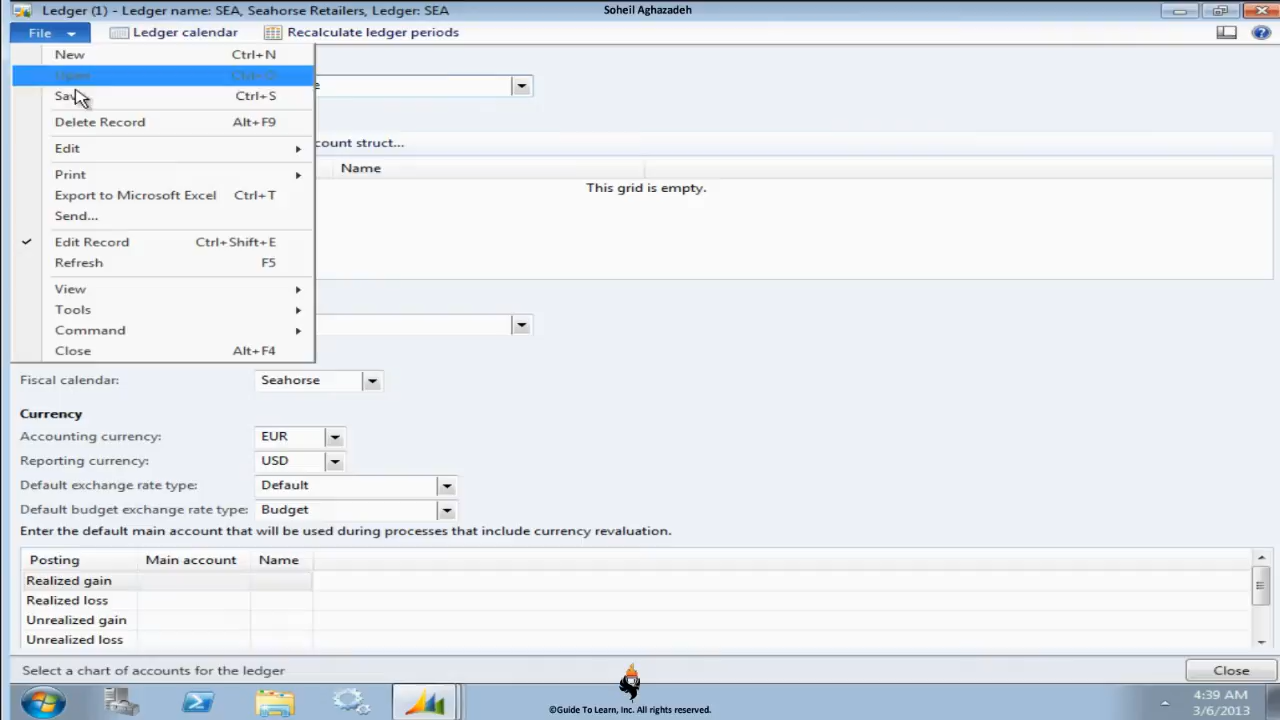 Ledger (1) - Ledger name: SEA, Seahorse Retailers, Ledger: SEA
Soheil Aghazadeh
File Ledger calendar Recalculate ledger periods
New Ctrl+N
Open Ctrl+O
e
Save Ctrl+S
Delete Record Alt+F9
count struct...
Edit
Name
Print
This grid is empty.
Export to Microsoft Excel Ctrl+T
Send...
Edit Record Ctrl+Shift+E
Refresh F5
View
Tools
Command
Close Alt+F4
Fiscal calendar: Seahorse
Currency
Accounting currency: EUR
Reporting currency: USD
Default exchange rate type: Default
Default budget exchange rate type: Budget
Enter the default main account that will be used during processes that include currency revaluation.
Posting Main account Name
Realized gain
Realized loss
Unrealized gain
Unrealized loss
Select a chart of accounts for the ledger
Close
4:39 AM
3/6/2013
©Guide To Learn, Inc. All rights reserved.